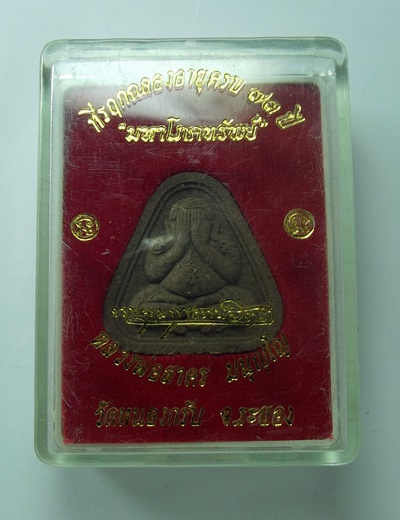 ที่ระฤกฉลองอายุครบ ๗๓ ปี
"มหาโภคทรัพย์"
หลวงพ่อสาคร มนุญโญ
วัดหนองกรับ จ.ระยอง